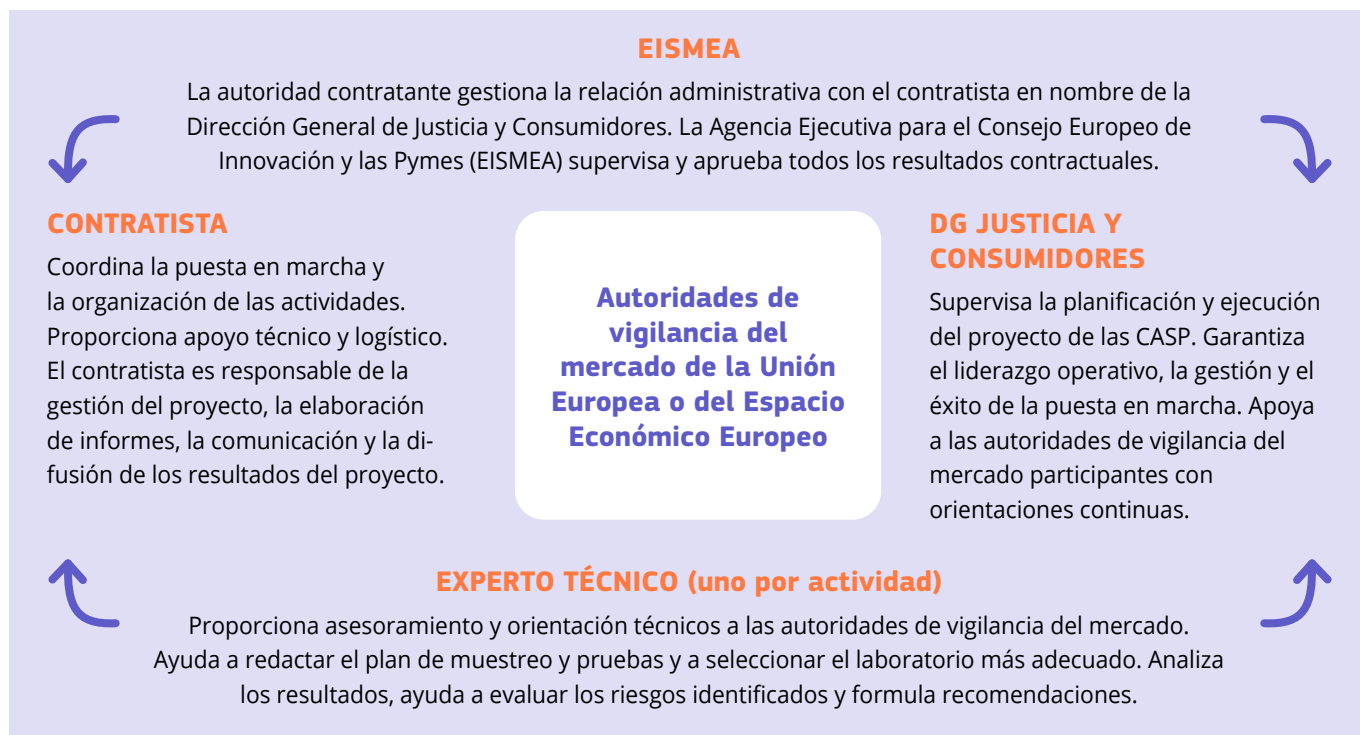 EISMEA
La autoridad contratante gestiona la relación administrativa con el contratista en nombre de la
Dirección General de Justicia y Consumidores. La Agencia Ejecutiva para el Consejo Europeo de
Innovación y las Pymes (EISMEA) supervisa y aprueba todos los resultados contractuales.
CONTRATISTA
Coordina la puesta en marcha y
la organización de las actividades.
Proporciona apoyo técnico y logístico.
El contratista es responsable de la
gestión del proyecto, la elaboración
de informes, la comunicación y la di-
fusión de los resultados del proyecto.
Autoridades de
vigilancia del
mercado de la Unión
Europea o del Espacio
Económico Europeo
DG JUSTICIA Y
CONSUMIDORES
Supervisa la planificación y ejecución
del proyecto de las CASP. Garantiza
el liderazgo operativo, la gestión y el
éxito de la puesta en marcha. Apoya
a las autoridades de vigilancia del
mercado participantes con
orientaciones continuas.
EXPERTO TÉCNICO (uno por actividad)
Proporciona asesoramiento y orientación técnicos a las autoridades de vigilancia del mercado.
Ayuda a redactar el plan de muestreo y pruebas y a seleccionar el laboratorio más adecuado. Analiza
los resultados, ayuda a evaluar los riesgos identificados y formula recomendaciones.